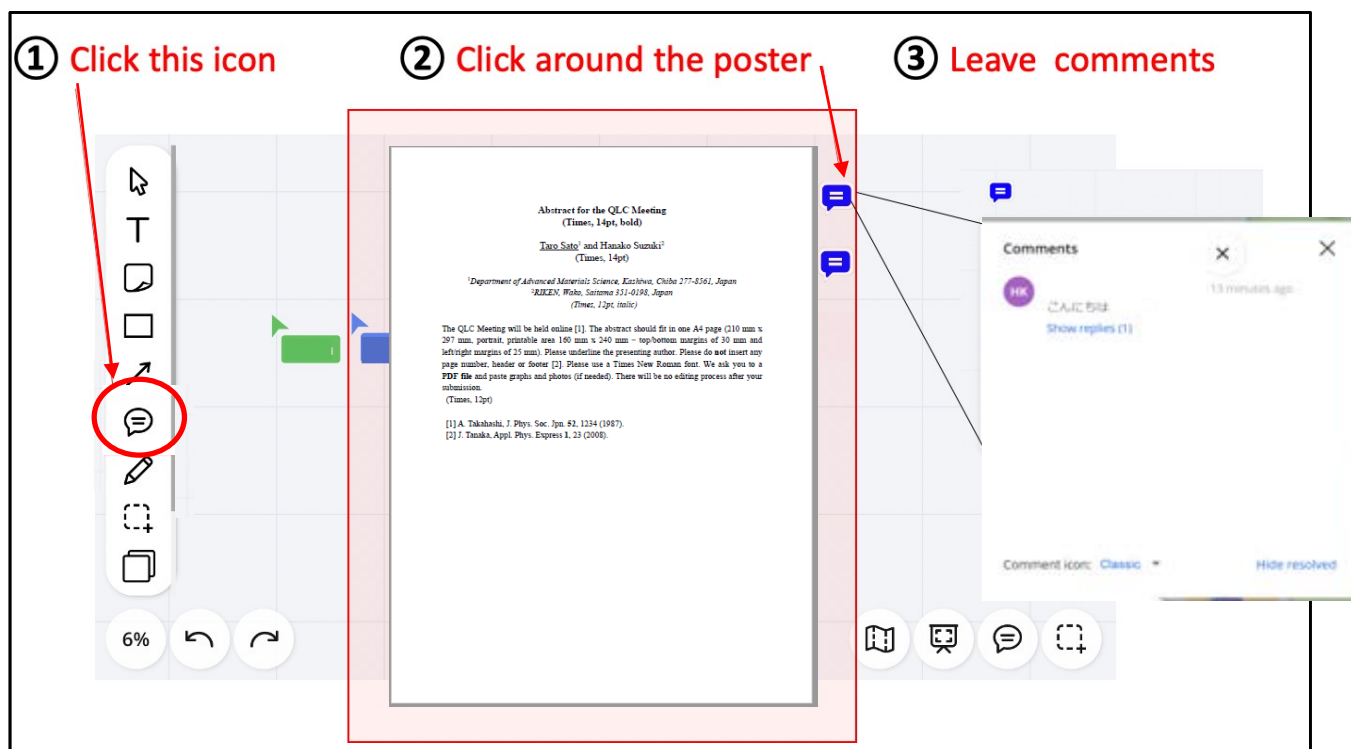 ① Click this icon
② Click around the poster
③ Leave comments
T
Abstract for the QLC Meeting
(Times, 14pt, bold)
Taro Sato¹ and Hanako Suzuki²
(Times, 14pt)
¹Department of Advanced Materials Science, Kashiwa, Chiba 277-8561, Japan
²RIKEN, Wako, Saitama 351-0198, Japan
(Times, 12pt, italic)
The QLC Meeting will be held online [1]. The abstract should fit in one A4 page (210 mm x
297 mm, portrait, printable area 160 mm x 240 mm – top/bottom margins of 30 mm and
left/right margins of 25 mm). Please underline the presenting author. Please do not insert any
page number, header or footer [2]. Please use a Times New Roman font. We ask you to a
PDF file and paste graphs and photos (if needed). There will be no editing process after your
submission.
(Times, 12pt)
[1] A. Takahashi, J. Phys. Soc. Jpn. 52, 1234 (1987).
[2] J. Tanaka, Appl. Phys. Express 1, 23 (2008).
Comments
HK
13 minutes ago
こんにちは
Show replies (1)
Comment icon: Classic
Hide resolved
6%